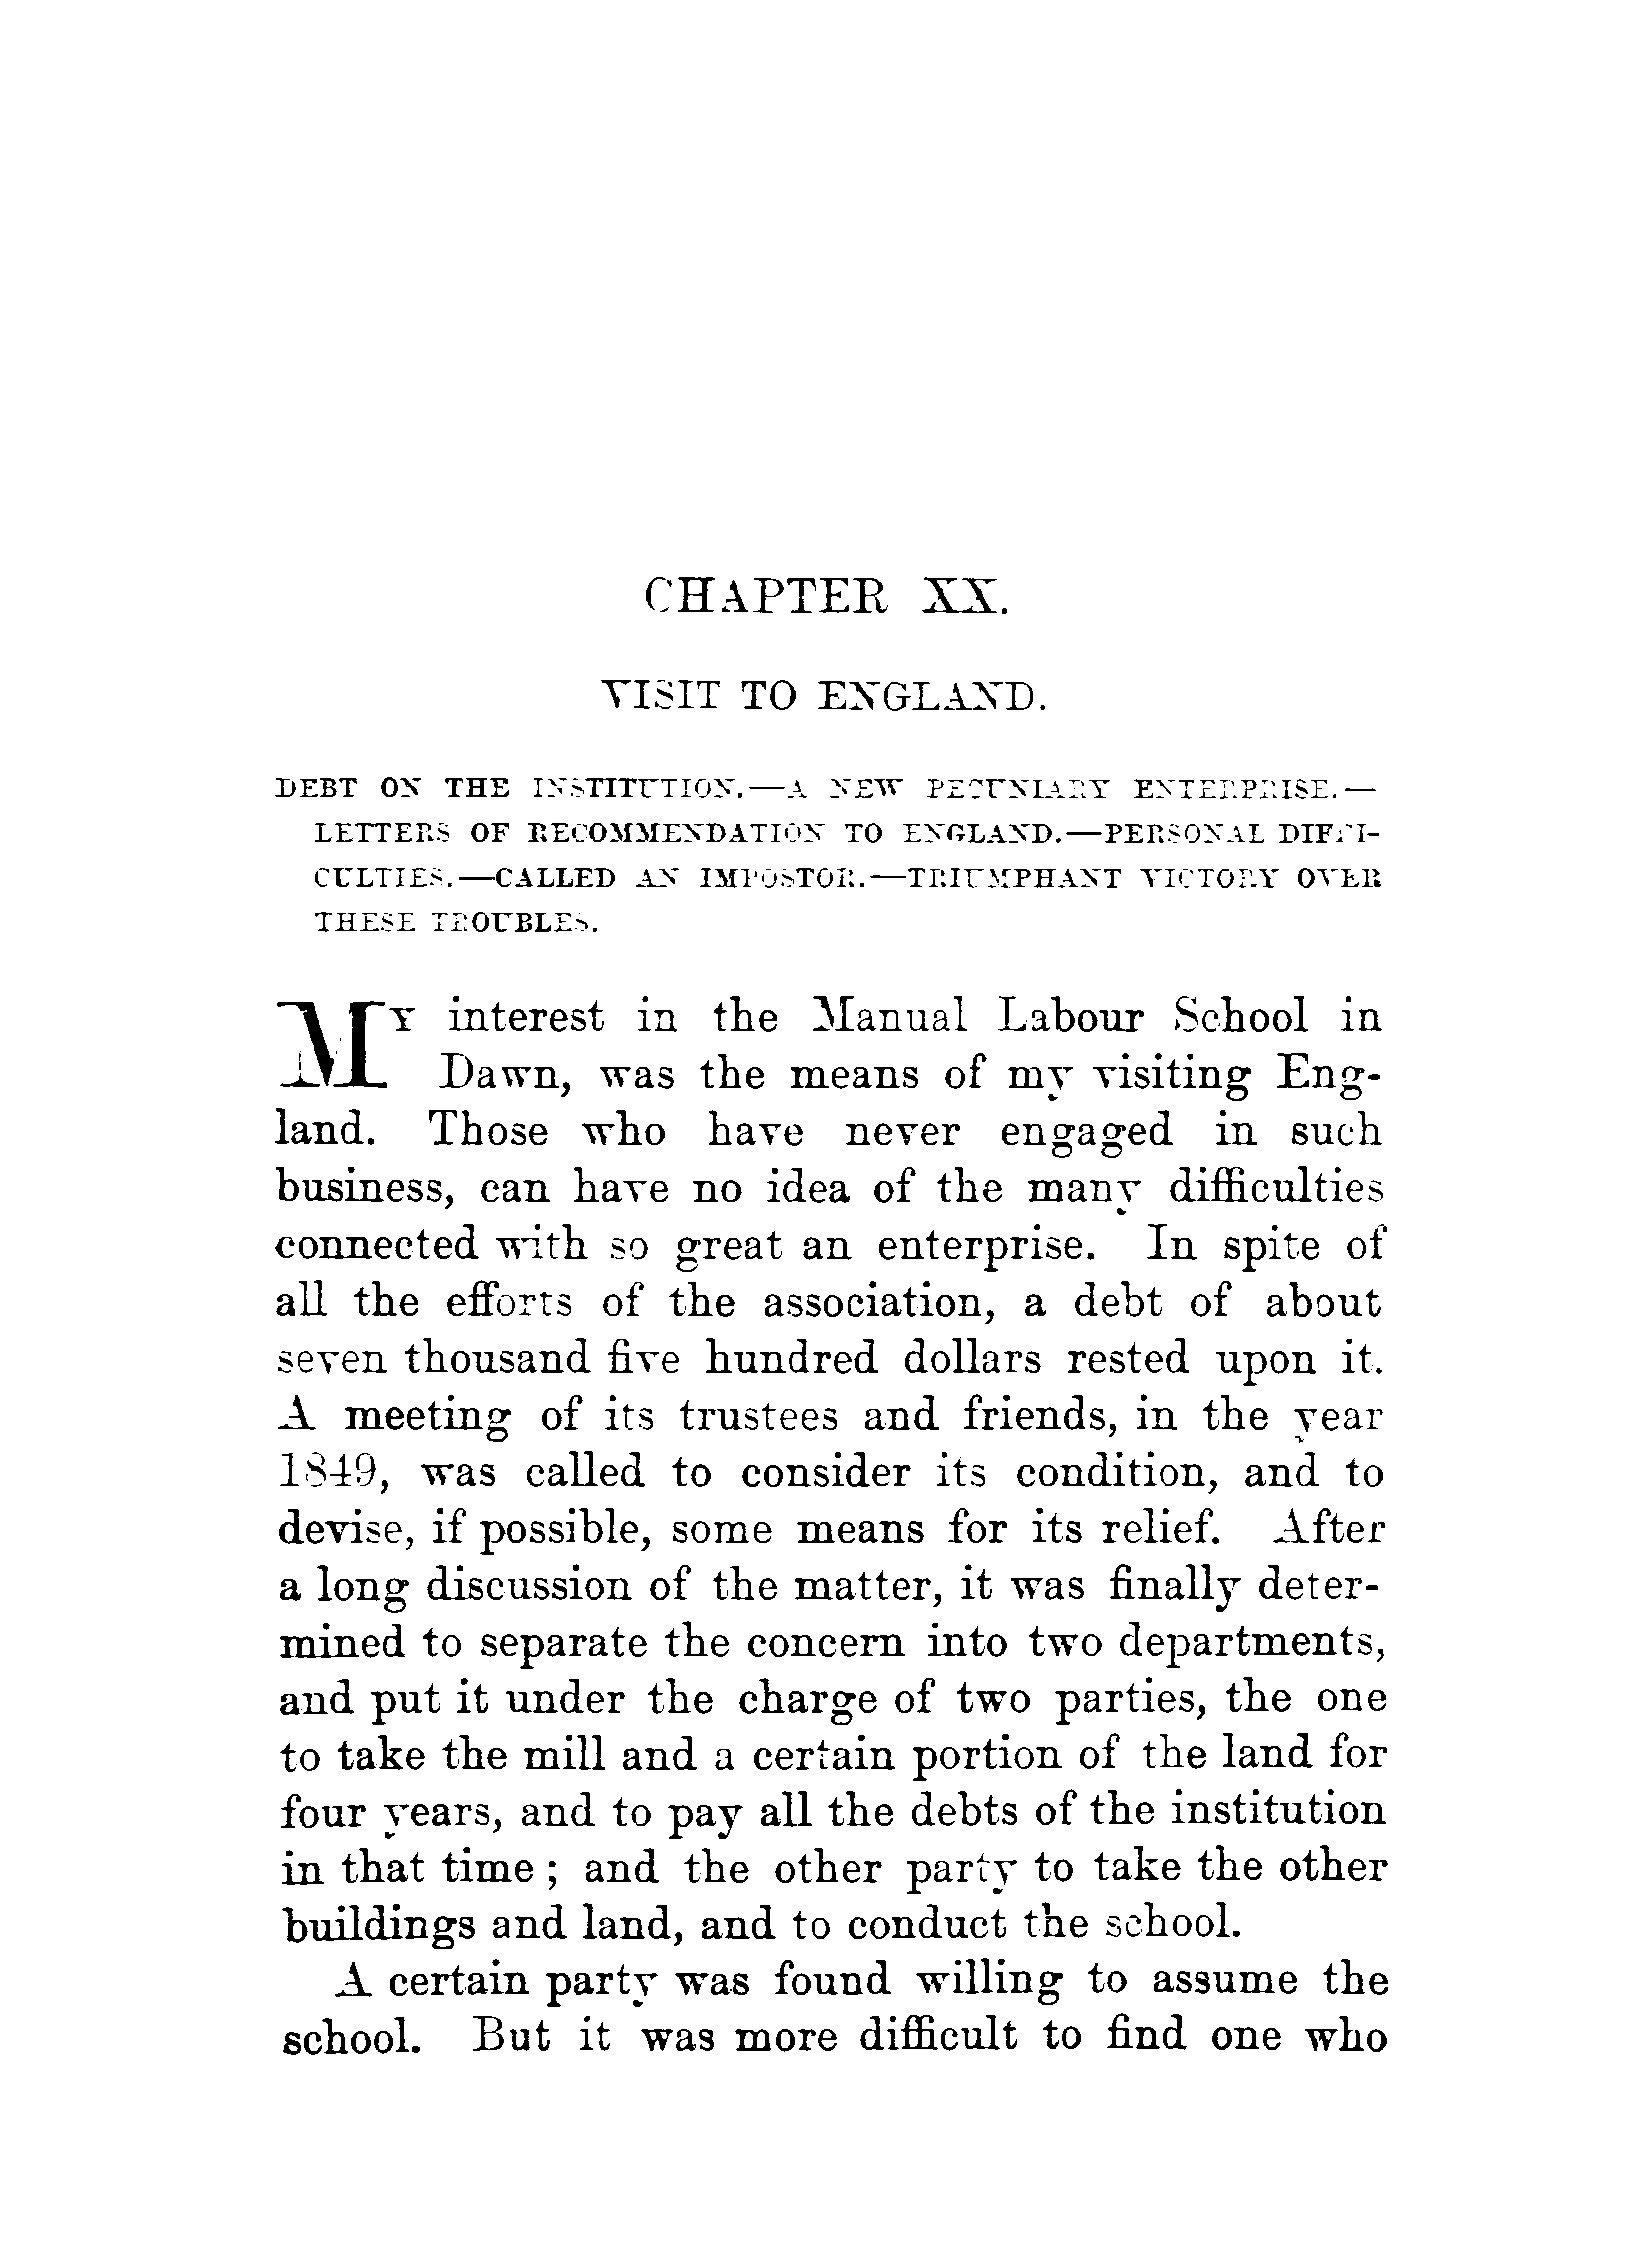 CHAPTER XX.
VISIT TO ENGLAND.
DEBT ON THE INSTITUTION.—A NEW PECUNIARY ENTERPRISE.—
LETTERS OF RECOMMENDATION TO ENGLAND.—PERSONAL DIFFI-
CULTIES.—CALLED AN IMPOSTOR.—TRIUMPHANT VICTORY OVER
THESE TROUBLES.
MY interest in the Manual Labour School in
Dawn, was the means of my visiting Eng-
land. Those who have never engaged in such
business, can have no idea of the many difficulties
connected with so great an enterprise. In spite of
all the efforts of the association, a debt of about
seven thousand five hundred dollars rested upon it.
A meeting of its trustees and friends, in the year
1849, was called to consider its condition, and to
devise, if possible, some means for its relief. After
a long discussion of the matter, it was finally deter-
mined to separate the concern into two departments,
and put it under the charge of two parties, the one
to take the mill and a certain portion of the land for
four years, and to pay all the debts of the institution
in that time; and the other party to take the other
buildings and land, and to conduct the school.
A certain party was found willing to assume the
school. But it was more difficult to find one who